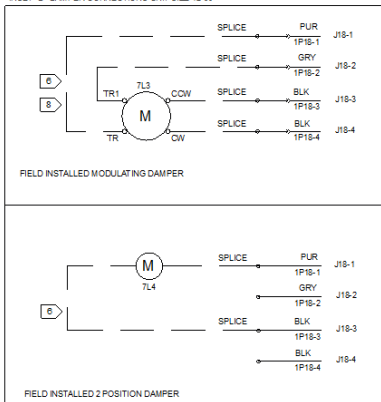 SPLICE PUR J18-1
1P18-1
SPLICE GRY J18-2
6 1P18-2
8 TR1 7L3 CCW SPLICE BLK J18-3
M 1P18-3
SPLICE BLK J18-4
TR CW 1P18-4
FIELD INSTALLED MODULATING DAMPER
M SPLICE PUR J18-1
7L4 1P18-1
GRY J18-2
1P18-2
6 SPLICE BLK J18-3
1P18-3
BLK J18-4
1P18-4
FIELD INSTALLED 2 POSITION DAMPER